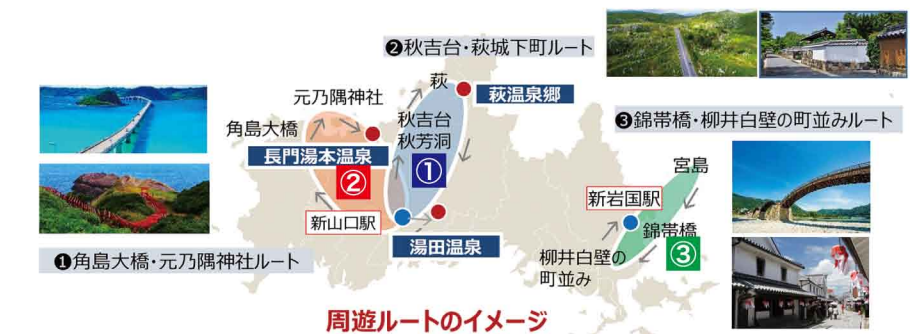 ❷秋吉台・萩城下町ルート
萩
萩温泉郷
元乃隅神社
角島大橋
秋吉台
秋芳洞
長門湯本温泉
②
①
新山口駅
湯田温泉
❶角島大橋・元乃隅神社ルート
❸錦帯橋・柳井白壁の町並みルート
宮島
新岩国駅
錦帯橋
③
柳井白壁の
町並み
周遊ルートのイメージ